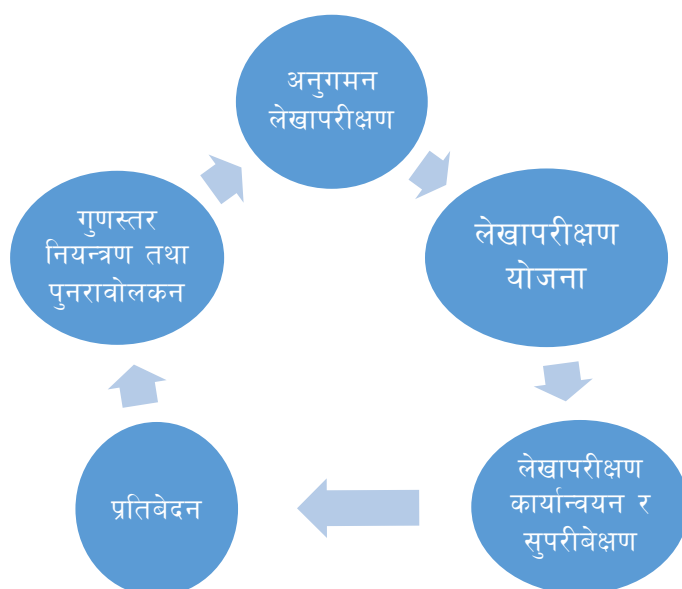 अनुगमन
लेखापरीक्षण
लेखापरीक्षण
योजना
लेखापरीक्षण
कार्यान्वयन र
सुपरीबेक्षण
प्रतिबेदन
गुणस्तर
नियन्त्रण तथा
पुनरावोलकन